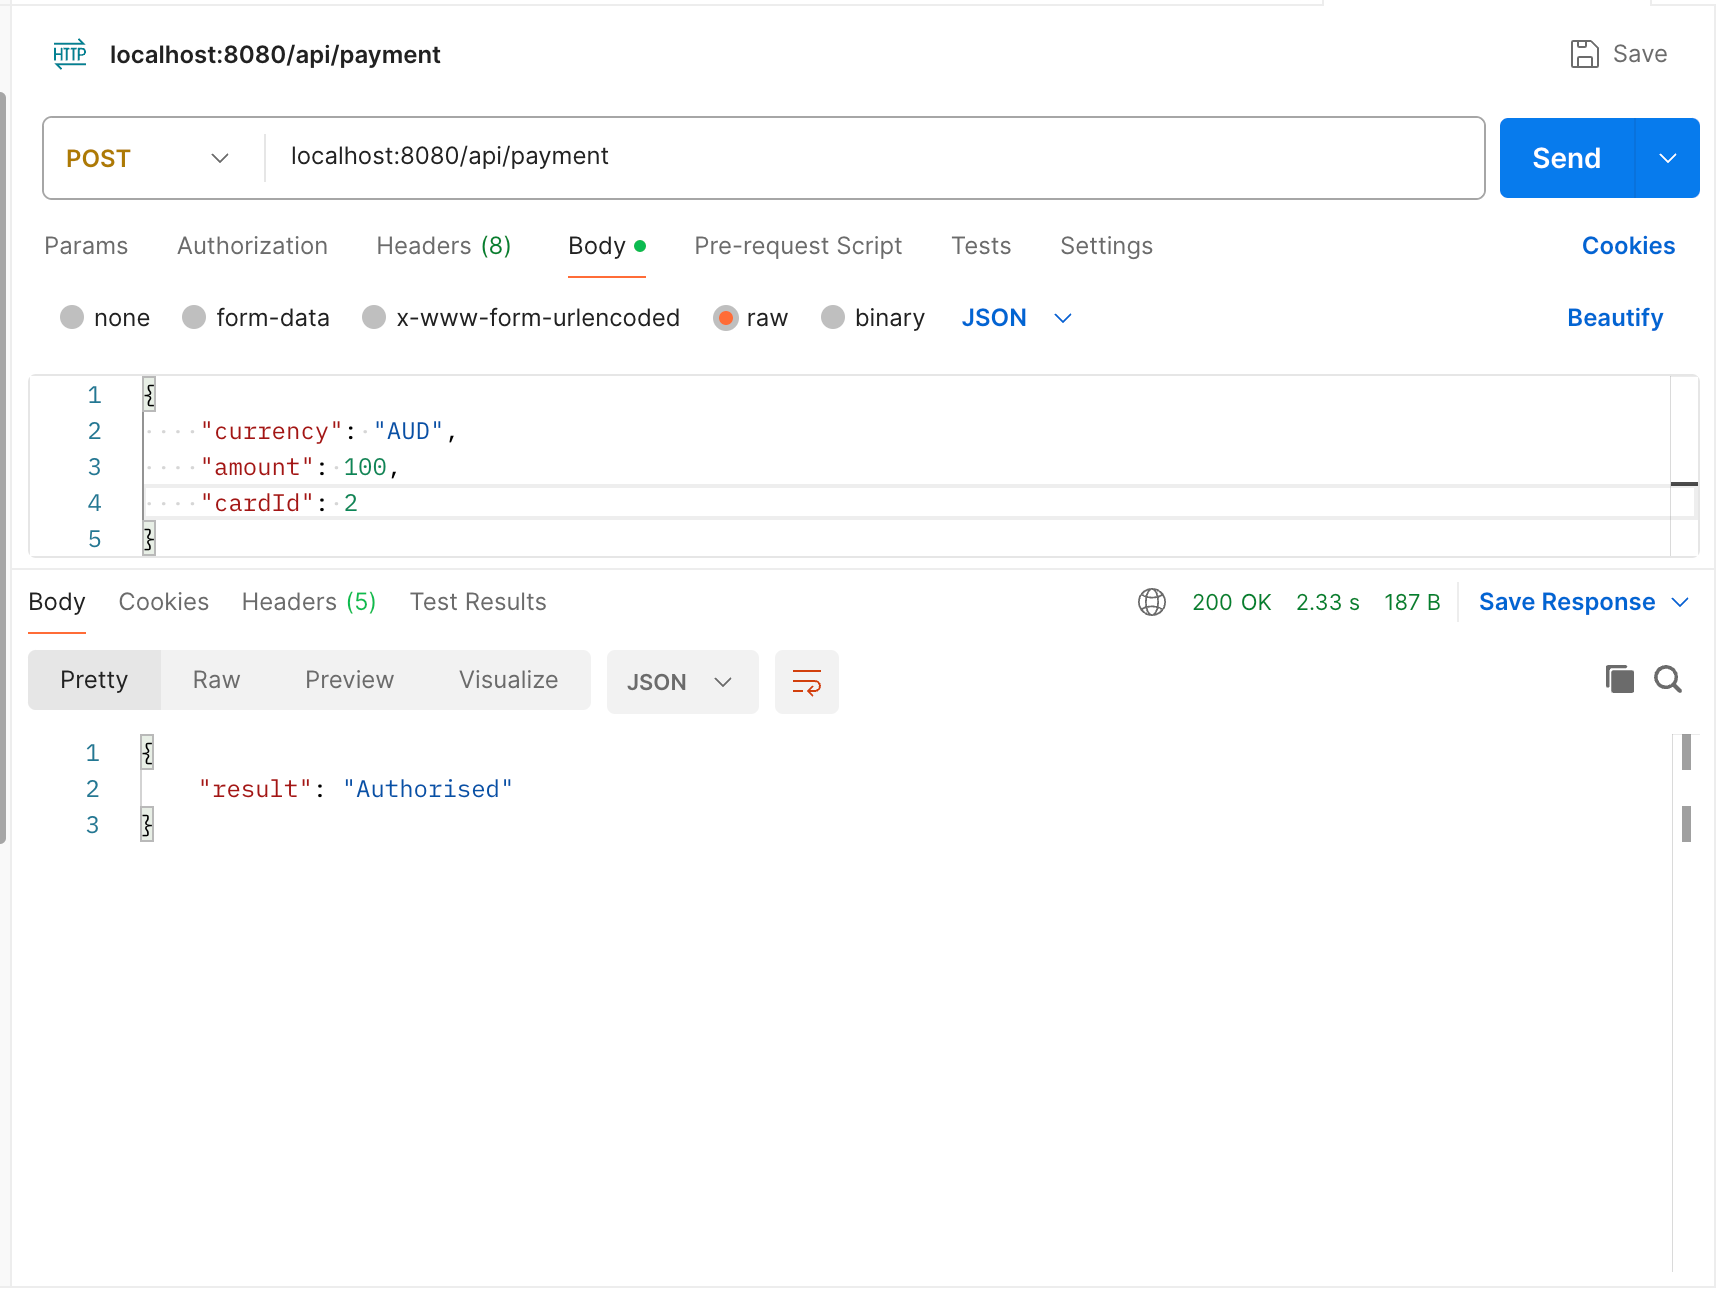 HTTP localhost:8080/api/payment Save
POST localhost:8080/api/payment Send
Params Authorization Headers (8) Body Pre-request Script Tests Settings Cookies
none form-data x-www-form-urlencoded raw binary JSON Beautify
1 {
2 "currency": "AUD",
3 "amount": 100,
4 "cardId": 2
5 }
Body Cookies Headers (5) Test Results 200 OK 2.33 s 187 B Save Response
Pretty Raw Preview Visualize JSON
1 {
2 "result": "Authorised"
3 }